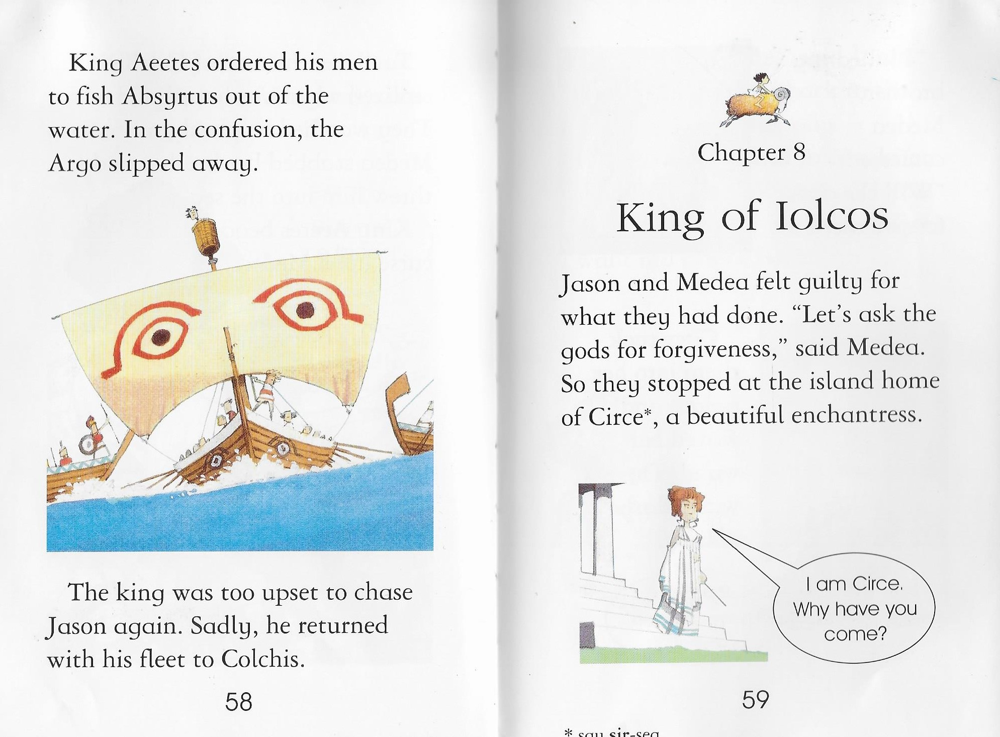 King Aeetes ordered his men
to fish Absyrtus out of the
water. In the confusion, the
Argo slipped away.
The king was too upset to chase
Jason again. Sadly, he returned
with his fleet to Colchis.
58
Chapter 8
King of Iolcos
Jason and Medea felt guilty for
what they had done. “Let’s ask the
gods for forgiveness,” said Medea.
So they stopped at the island home
of Circe*, a beautiful enchantress.
I am Circe.
Why have you
come?
59
* say sir-sea